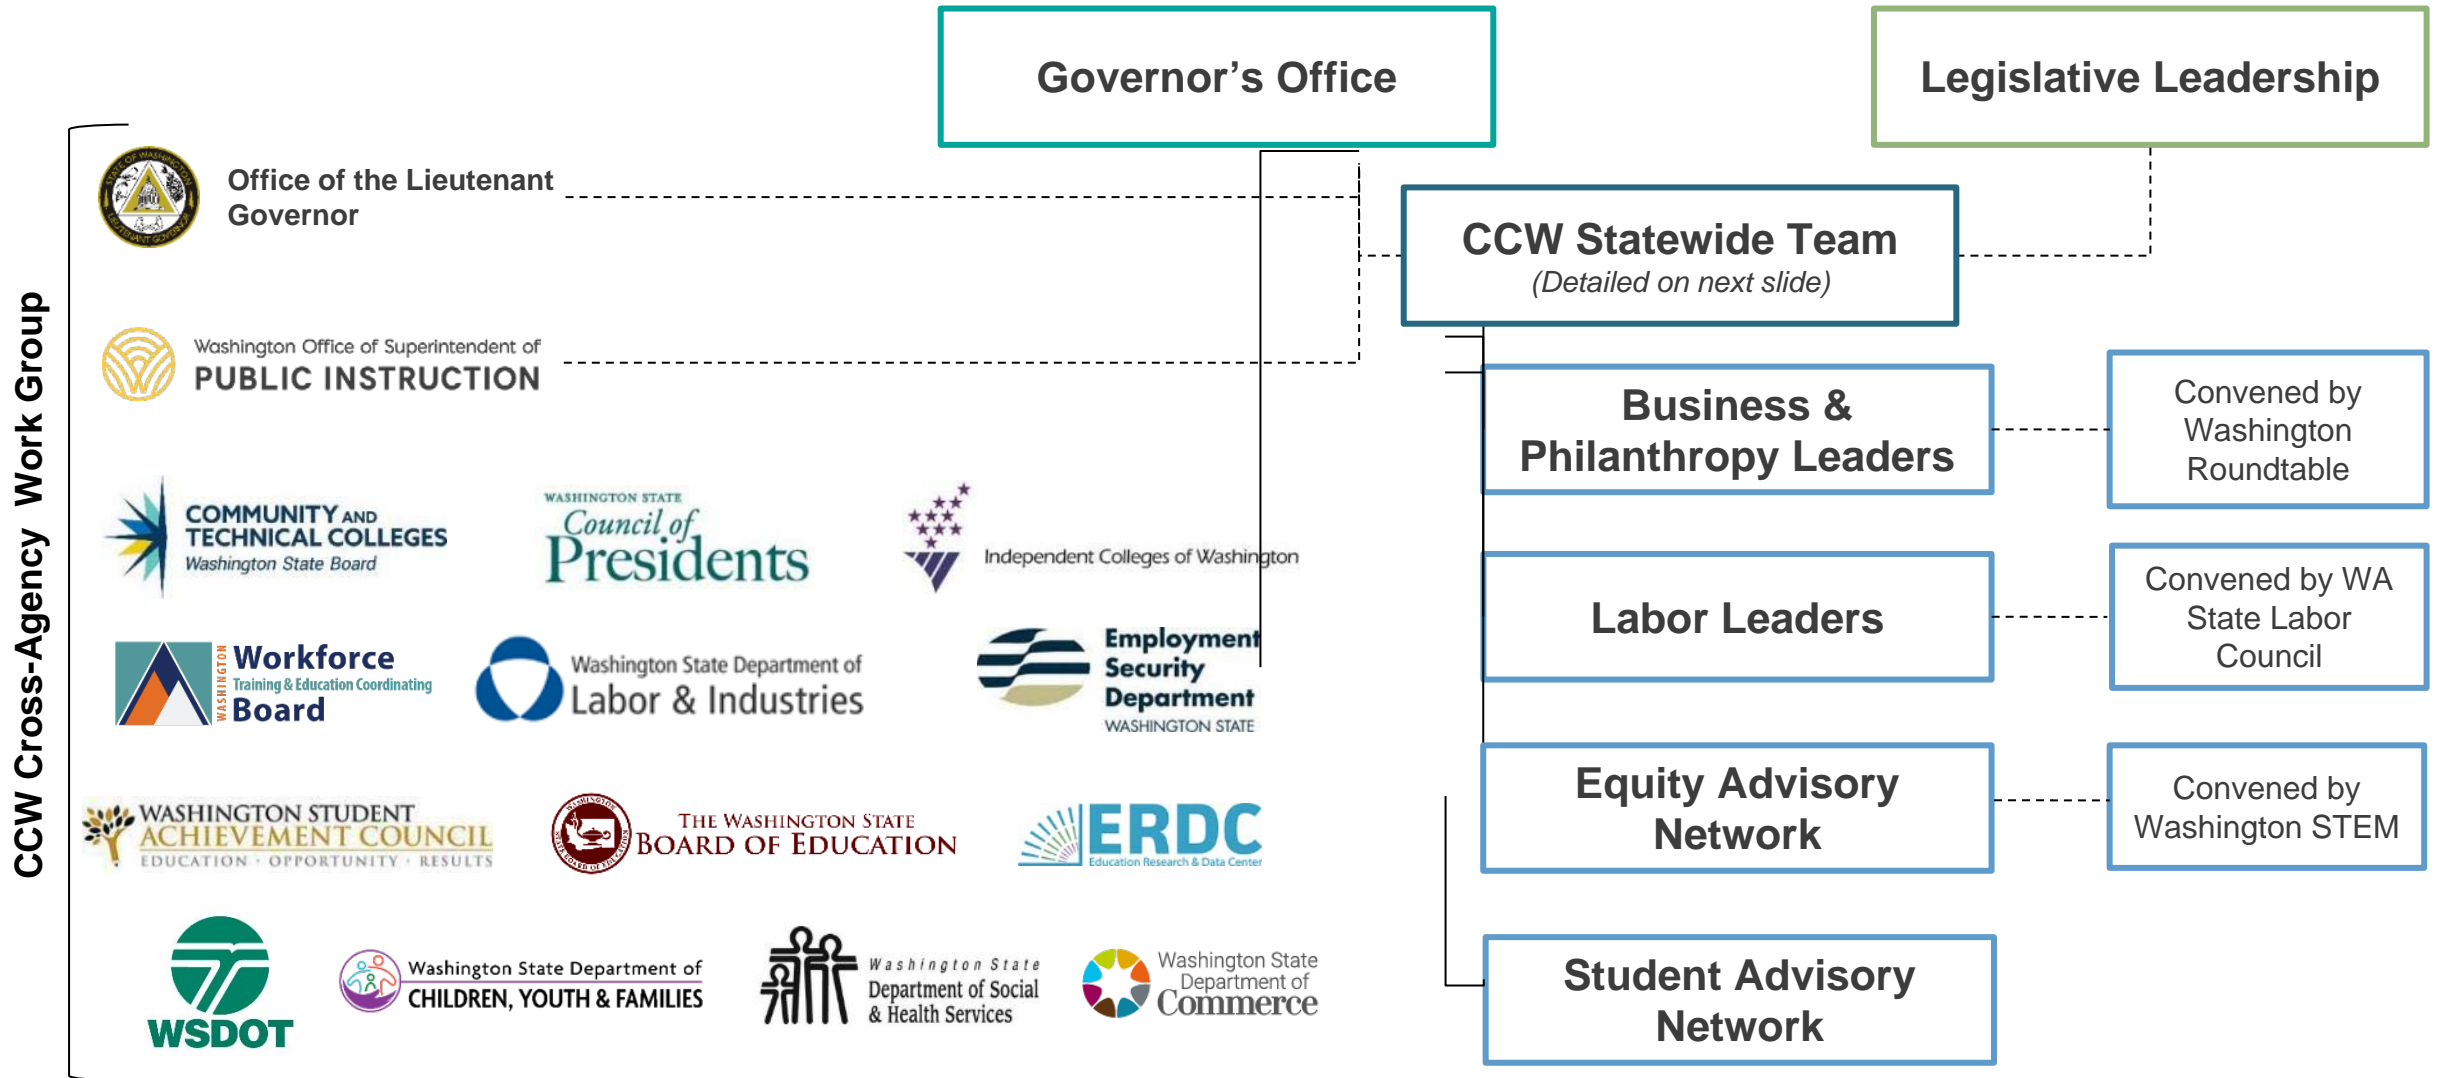 Governor’s Office
Legislative Leadership
CCW Cross-Agency Work Group
Office of the Lieutenant
Governor
CCW Statewide Team
(Detailed on next slide)
Washington Office of Superintendent of
PUBLIC INSTRUCTION
Business &
Philanthropy Leaders
Convened by
Washington
Roundtable
COMMUNITY AND
TECHNICAL COLLEGES
Washington State Board
WASHINGTON STATE
Council of
Presidents
Independent Colleges of Washington
Labor Leaders
Convened by WA
State Labor
Council
WASHINGTON
Workforce
Training & Education Coordinating
Board
Washington State Department of
Labor & Industries
Employment
Security
Department
WASHINGTON STATE
Equity Advisory
Network
Convened by
Washington STEM
WASHINGTON STUDENT
ACHIEVEMENT COUNCIL
EDUCATION · OPPORTUNITY · RESULTS
THE WASHINGTON STATE
BOARD OF EDUCATION
ERDC
Education Research & Data Center
Student Advisory
Network
WSDOT
Washington State Department of
CHILDREN, YOUTH & FAMILIES
Washington State
Department of Social
& Health Services
Washington State
Department of
Commerce